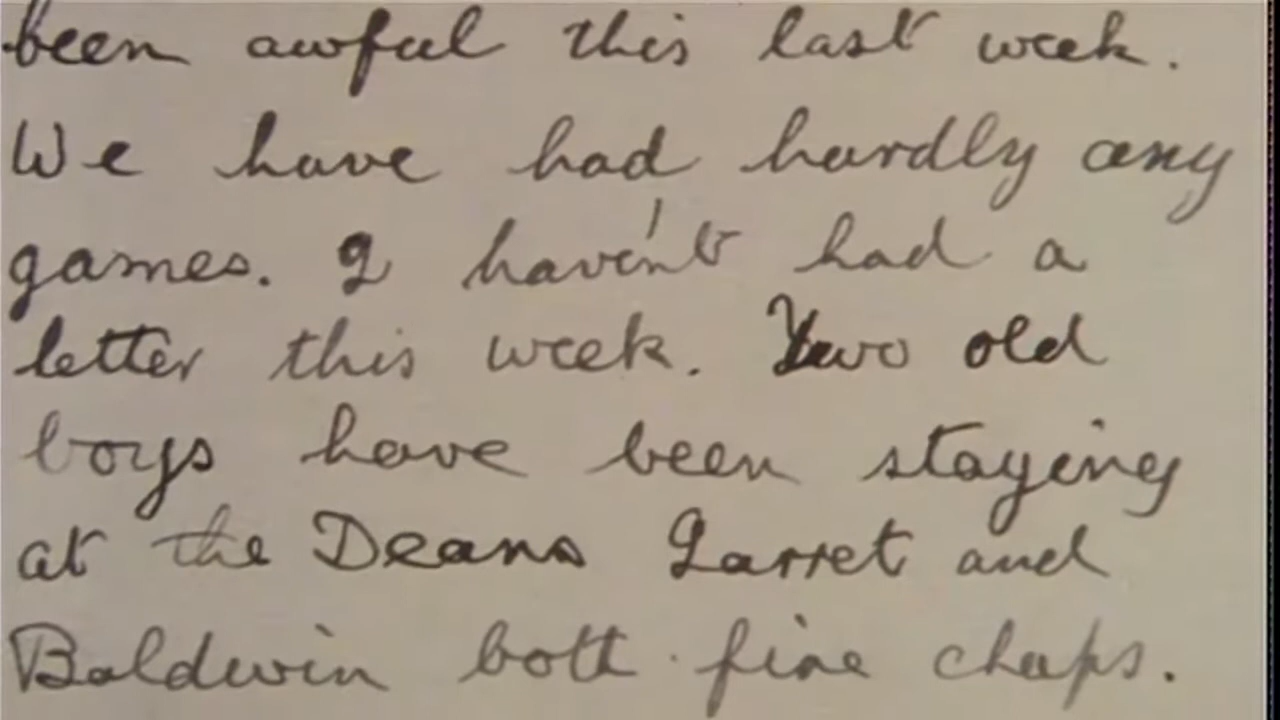 been awful this last week.
We have had hardly any
games. I haven't had a
letter this week. Two old
boys have been staying
at the Deans Garret and
Baldwin both fine chaps.